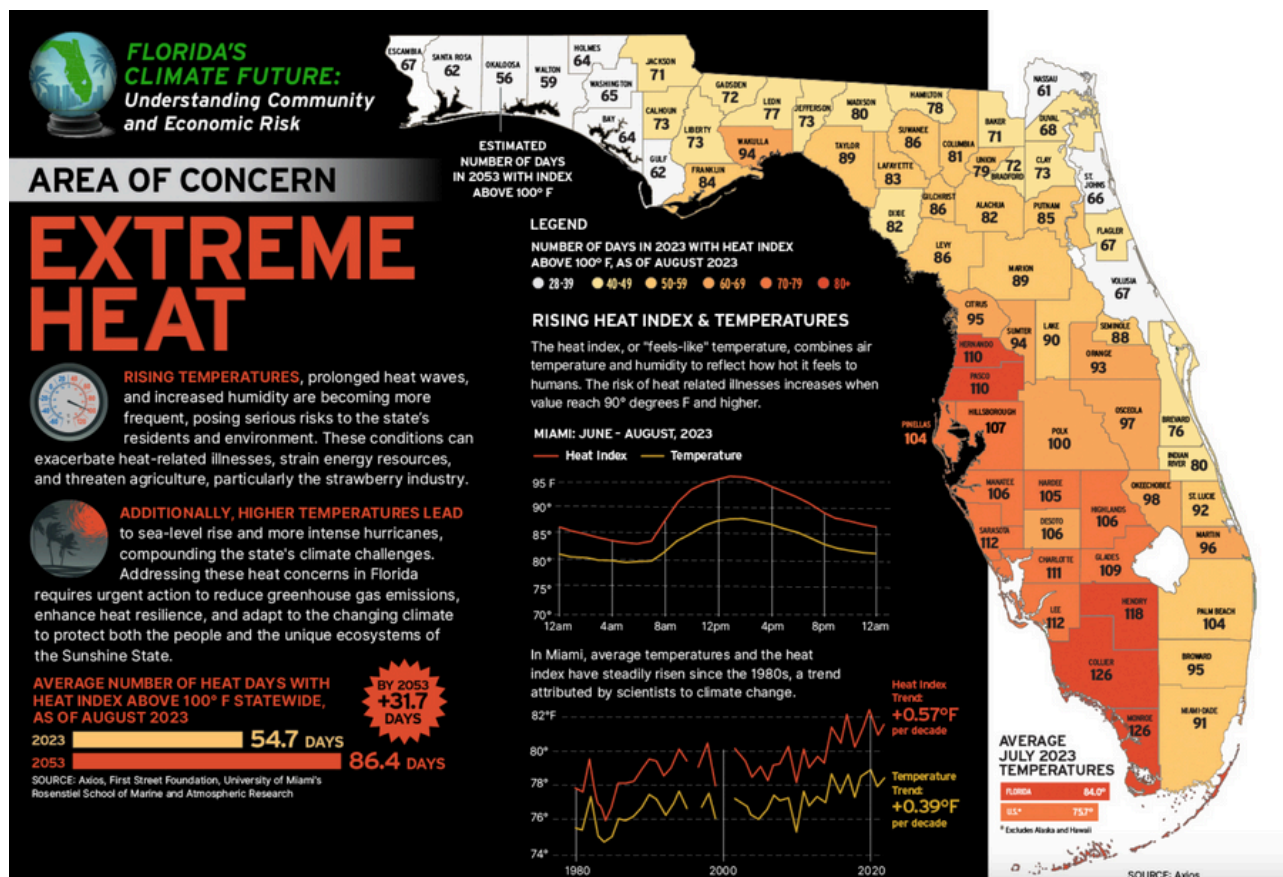 FLORIDA'S
CLIMATE FUTURE:
Understanding Community
and Economic Risk
AREA OF CONCERN
EXTREME
HEAT
RISING TEMPERATURES, prolonged heat waves,
and increased humidity are becoming more
frequent, posing serious risks to the state's
residents and environment. These conditions can
exacerbate heat-related illnesses, strain energy resources,
and threaten agriculture, particularly the strawberry industry.
ADDITIONALLY, HIGHER TEMPERATURES LEAD
to sea-level rise and more intense hurricanes,
compounding the state's climate challenges.
Addressing these heat concerns in Florida
requires urgent action to reduce greenhouse gas emissions,
enhance heat resilience, and adapt to the changing climate
to protect both the people and the unique ecosystems of
the Sunshine State.
AVERAGE NUMBER OF HEAT DAYS WITH
HEAT INDEX ABOVE 100° F STATEWIDE,
AS OF AUGUST 2023
BY 2053
+31.7
DAYS
2023 54.7 DAYS
2053 86.4 DAYS
SOURCE: Axios, First Street Foundation, University of Miami's
Rosenstiel School of Marine and Atmospheric Research
ESTIMATED
NUMBER OF DAYS
IN 2053 WITH INDEX
ABOVE 100° F
LEGEND
NUMBER OF DAYS IN 2023 WITH HEAT INDEX
ABOVE 100° F, AS OF AUGUST 2023
28-39 40-49 50-59 60-69 70-79 80+
RISING HEAT INDEX & TEMPERATURES
The heat index, or "feels-like" temperature, combines air
temperature and humidity to reflect how hot it feels to
humans. The risk of heat related illnesses increases when
value reach 90° degrees F and higher.
MIAMI: JUNE – AUGUST, 2023
Heat Index Temperature
95 F
90°
85°
80°
75°
70°
12am 4am 8am 12pm 4pm 8pm 12am
In Miami, average temperatures and the heat
index have steadily risen since the 1980s, a trend
attributed by scientists to climate change.
82°F
80°
78°
76°
74°
1980 2000 2020
Heat Index
Trend:
+0.57°F
per decade
Temperature
Trend:
+0.39°F
per decade
ESCAMBIA
67
SANTA ROSA
62
OKALOOSA
56
WALTON
59
HOLMES
64
WASHINGTON
65
BAY
64
JACKSON
71
CALHOUN
73
GULF
62
LIBERTY
73
GADSDEN
72
FRANKLIN
84
LEON
77
WAKULLA
94
JEFFERSON
73
MADISON
80
TAYLOR
89
HAMILTON
78
SUWANEE
86
LAFAYETTE
83
DIXIE
82
COLUMBIA
81
GILCHRIST
86
BAKER
71
UNION
79
72
BRADFORD
NASSAU
61
DUVAL
68
CLAY
73
ST.
JOHNS
66
ALACHUA
82
PUTNAM
85
FLAGLER
67
LEVY
86
MARION
89
VOLUSIA
67
CITRUS
95
SUMTER
94
LAKE
90
SEMINOLE
88
HERNANDO
110
ORANGE
93
PASCO
110
PINELLAS
104
HILLSBOROUGH
107
POLK
100
OSCEOLA
97
BREVARD
76
INDIAN
RIVER 80
MANATEE
106
HARDEE
105
HIGHLANDS
106
OKEECHOBEE
98
ST. LUCIE
92
SARASOTA
112
DESOTO
106
MARTIN
96
CHARLOTTE
111
GLADES
109
LEE
112
HENDRY
118
PALM BEACH
104
COLLIER
126
BROWARD
95
MONROE
126
MIAMI-DADE
91
AVERAGE
JULY 2023
TEMPERATURES
FLORIDA 84.0°
U.S.* 75.7°
* Excludes Alaska and Hawaii
SOURCE: Axios